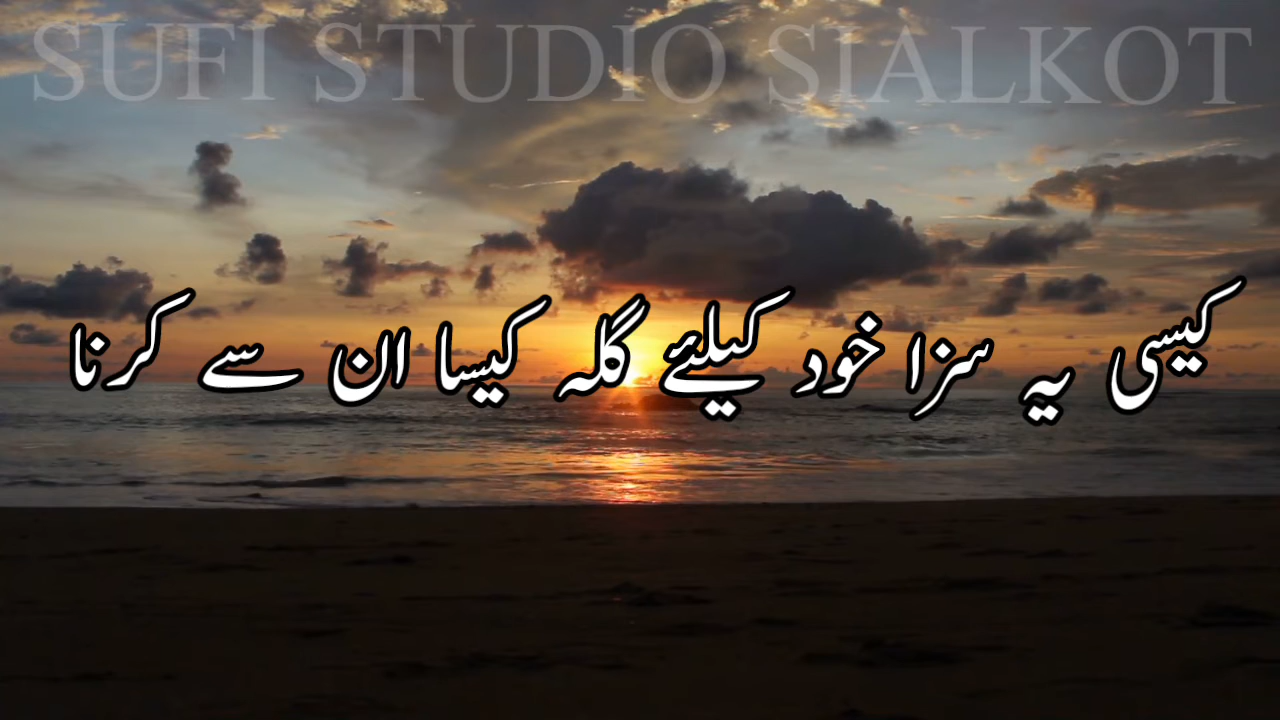 SUFI STUDIO SIALKOT
کیسی یہ سزا خود کیلئے گلہ کیسا ان سے کرنا